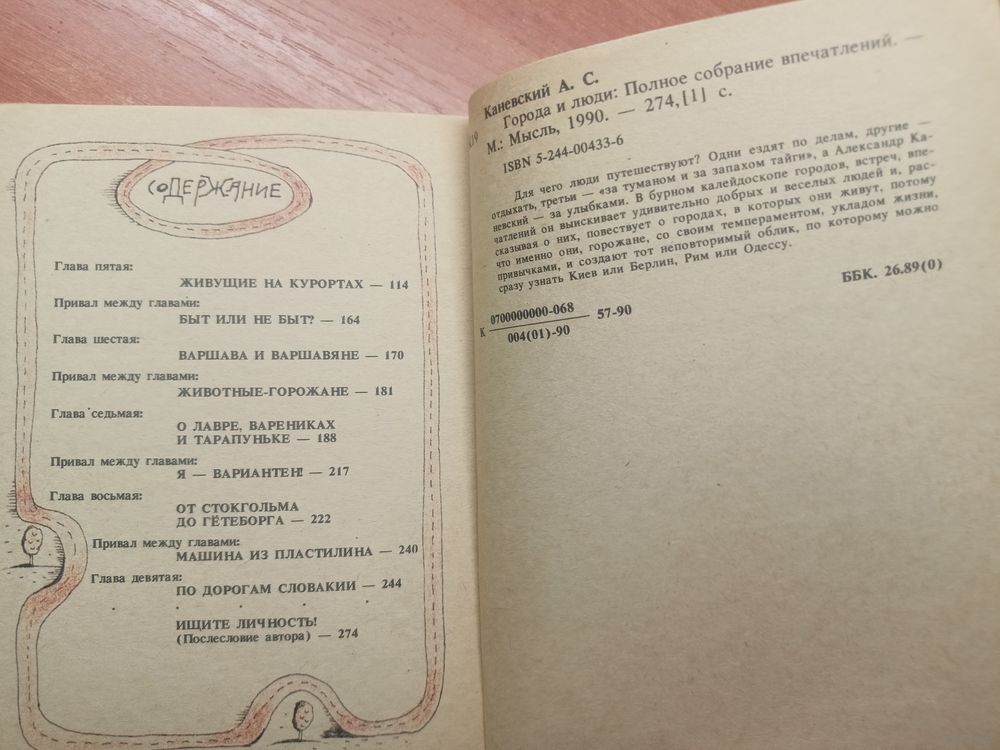 СОДЕРЖАНИЕ
Глава пятая:
ЖИВУЩИЕ НА КУРОРТАХ — 114
Привал между главами:
БЫТ ИЛИ НЕ БЫТ? — 164
Глава шестая:
ВАРШАВА И ВАРШАВЯНЕ — 170
Привал между главами:
ЖИВОТНЫЕ-ГОРОЖАНЕ — 181
Глава седьмая:
О ЛАВРЕ, ВАРЕНИКАХ
И ТАРАПУНЬКЕ — 188
Привал между главами:
Я — ВАРИАНТЕН! — 217
Глава восьмая:
ОТ СТОКГОЛЬМА
ДО ГЁТЕБОРГА — 222
Привал между главами:
МАШИНА ИЗ ПЛАСТИЛИНА — 240
Глава девятая:
ПО ДОРОГАМ СЛОВАКИИ — 244
ИЩИТЕ ЛИЧНОСТЬ!
(Послесловие автора) — 274
Каневский А. С.
Города и люди: Полное собрание впечатлений. —
М.: Мысль, 1990. — 274,[1] с.
ISBN 5-244-00433-6
Для чего люди путешествуют? Одни ездят по делам, другие —
отдыхать, третьи — «за туманом и за запахом тайги», а Александр Ка-
невский — за улыбками. В бурном калейдоскопе городов, встреч, впе-
чатлений он выискивает удивительно добрых и веселых людей и, рас-
сказывая о них, повествует о городах, в которых они живут, потому
что именно они, горожане, со своим темпераментом, укладом жизни,
привычками, и создают тот неповторимый облик, по которому можно
сразу узнать Киев или Берлин, Рим или Одессу.
К 0700000000-068 57-90
004(01)-90
ББК. 26.89(0)